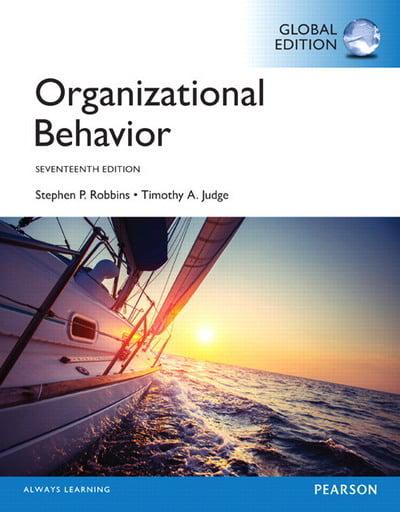 GLOBAL
EDITION
Organizational
Behavior
SEVENTEENTH EDITION
Stephen P. Robbins • Timothy A. Judge
ALWAYS LEARNING
PEARSON